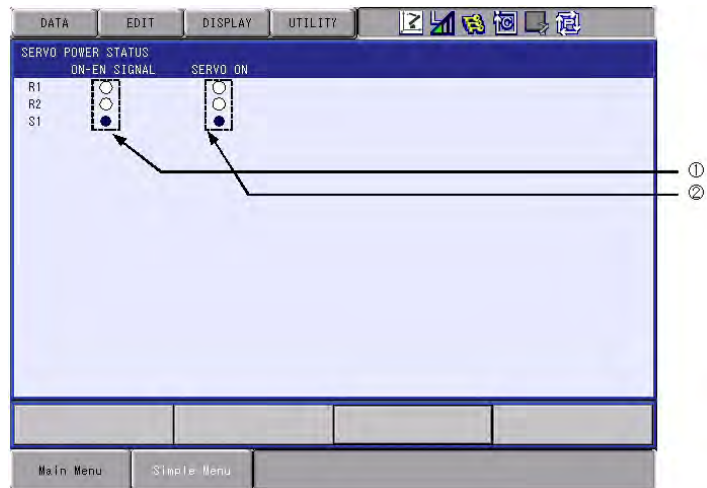 DATA EDIT DISPLAY UTILITY
SERVO POWER STATUS
ON-EN SIGNAL SERVO ON
R1
R2
S1
①
②
Main Menu Simple Menu